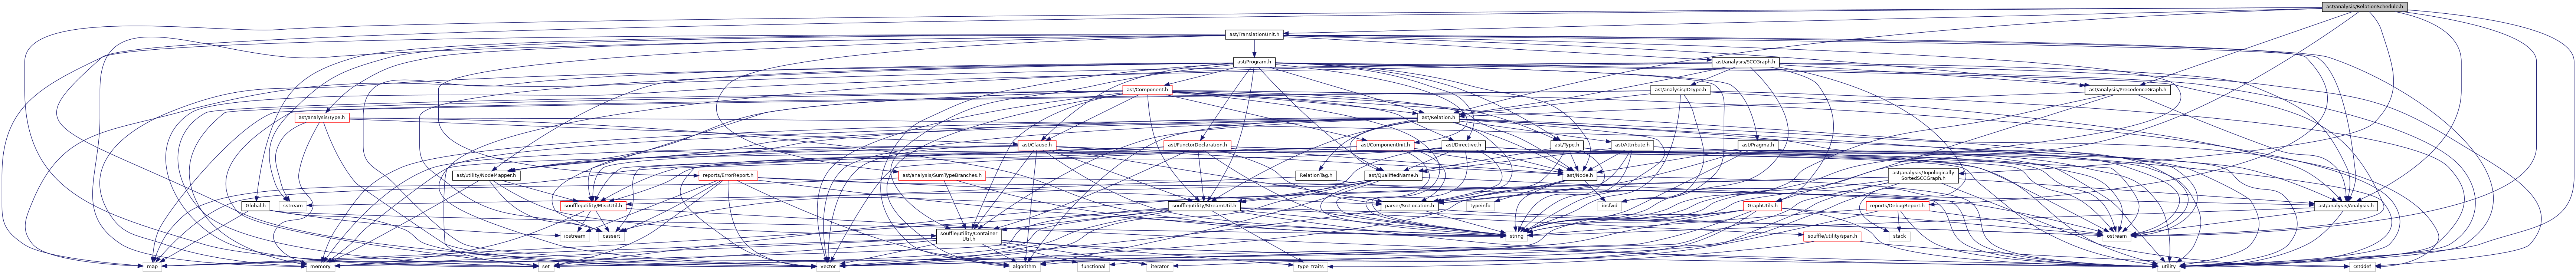 ast/analysis/RelationSchedule.h
ast/TranslationUnit.h
ast/Program.h
ast/analysis/SCCGraph.h
ast/Component.h
ast/analysis/IOType.h
ast/analysis/PrecedenceGraph.h
ast/analysis/Type.h
ast/Relation.h
ast/Clause.h
ast/FunctorDeclaration.h
ast/ComponentInit.h
ast/Directive.h
ast/Type.h
ast/Attribute.h
ast/Pragma.h
ast/utility/NodeMapper.h
reports/ErrorReport.h
ast/analysis/SumTypeBranches.h
RelationTag.h
ast/QualifiedName.h
ast/Node.h
ast/analysis/Topologically
SortedSCCGraph.h
Global.h
sstream
souffle/utility/MiscUtil.h
souffle/utility/StreamUtil.h
parser/SrcLocation.h
typeinfo
iosfwd
GraphUtils.h
reports/DebugReport.h
ast/analysis/Analysis.h
iostream
cassert
souffle/utility/Container
Util.h
string
souffle/utility/span.h
stack
ostream
map
memory
set
vector
algorithm
functional
iterator
type_traits
utility
cstddef